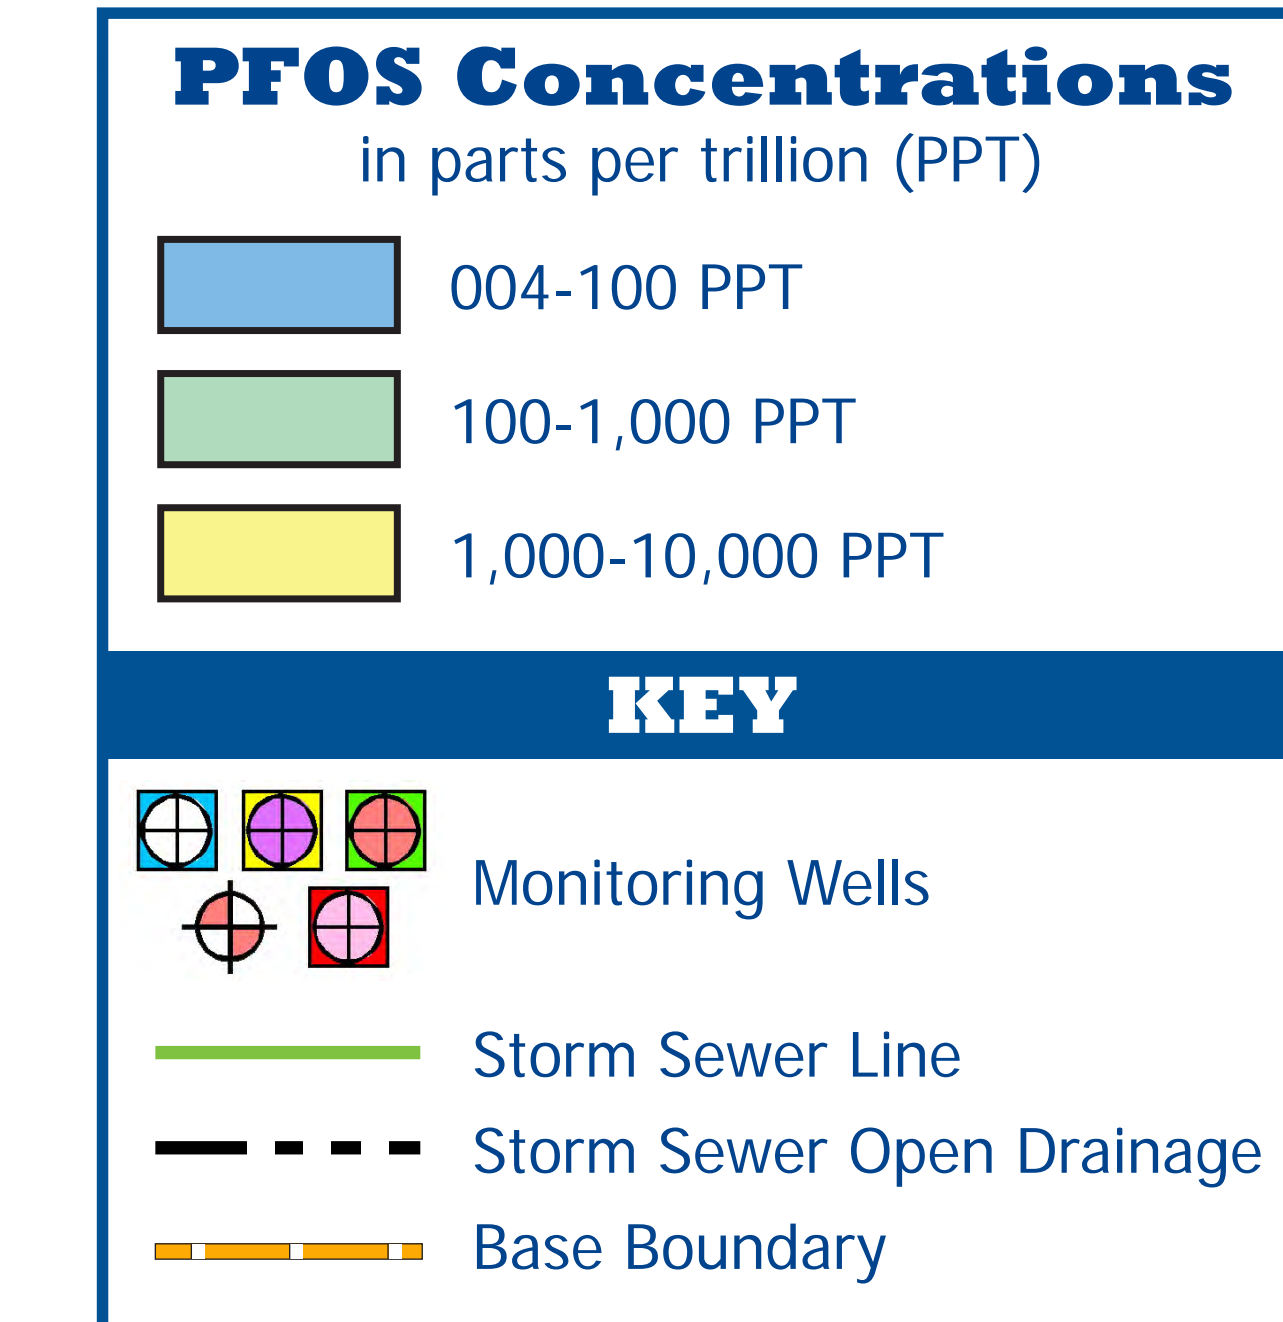 PFOS Concentrations
in parts per trillion (PPT)
004-100 PPT
100-1,000 PPT
1,000-10,000 PPT
KEY
Monitoring Wells
Storm Sewer Line
Storm Sewer Open Drainage
Base Boundary